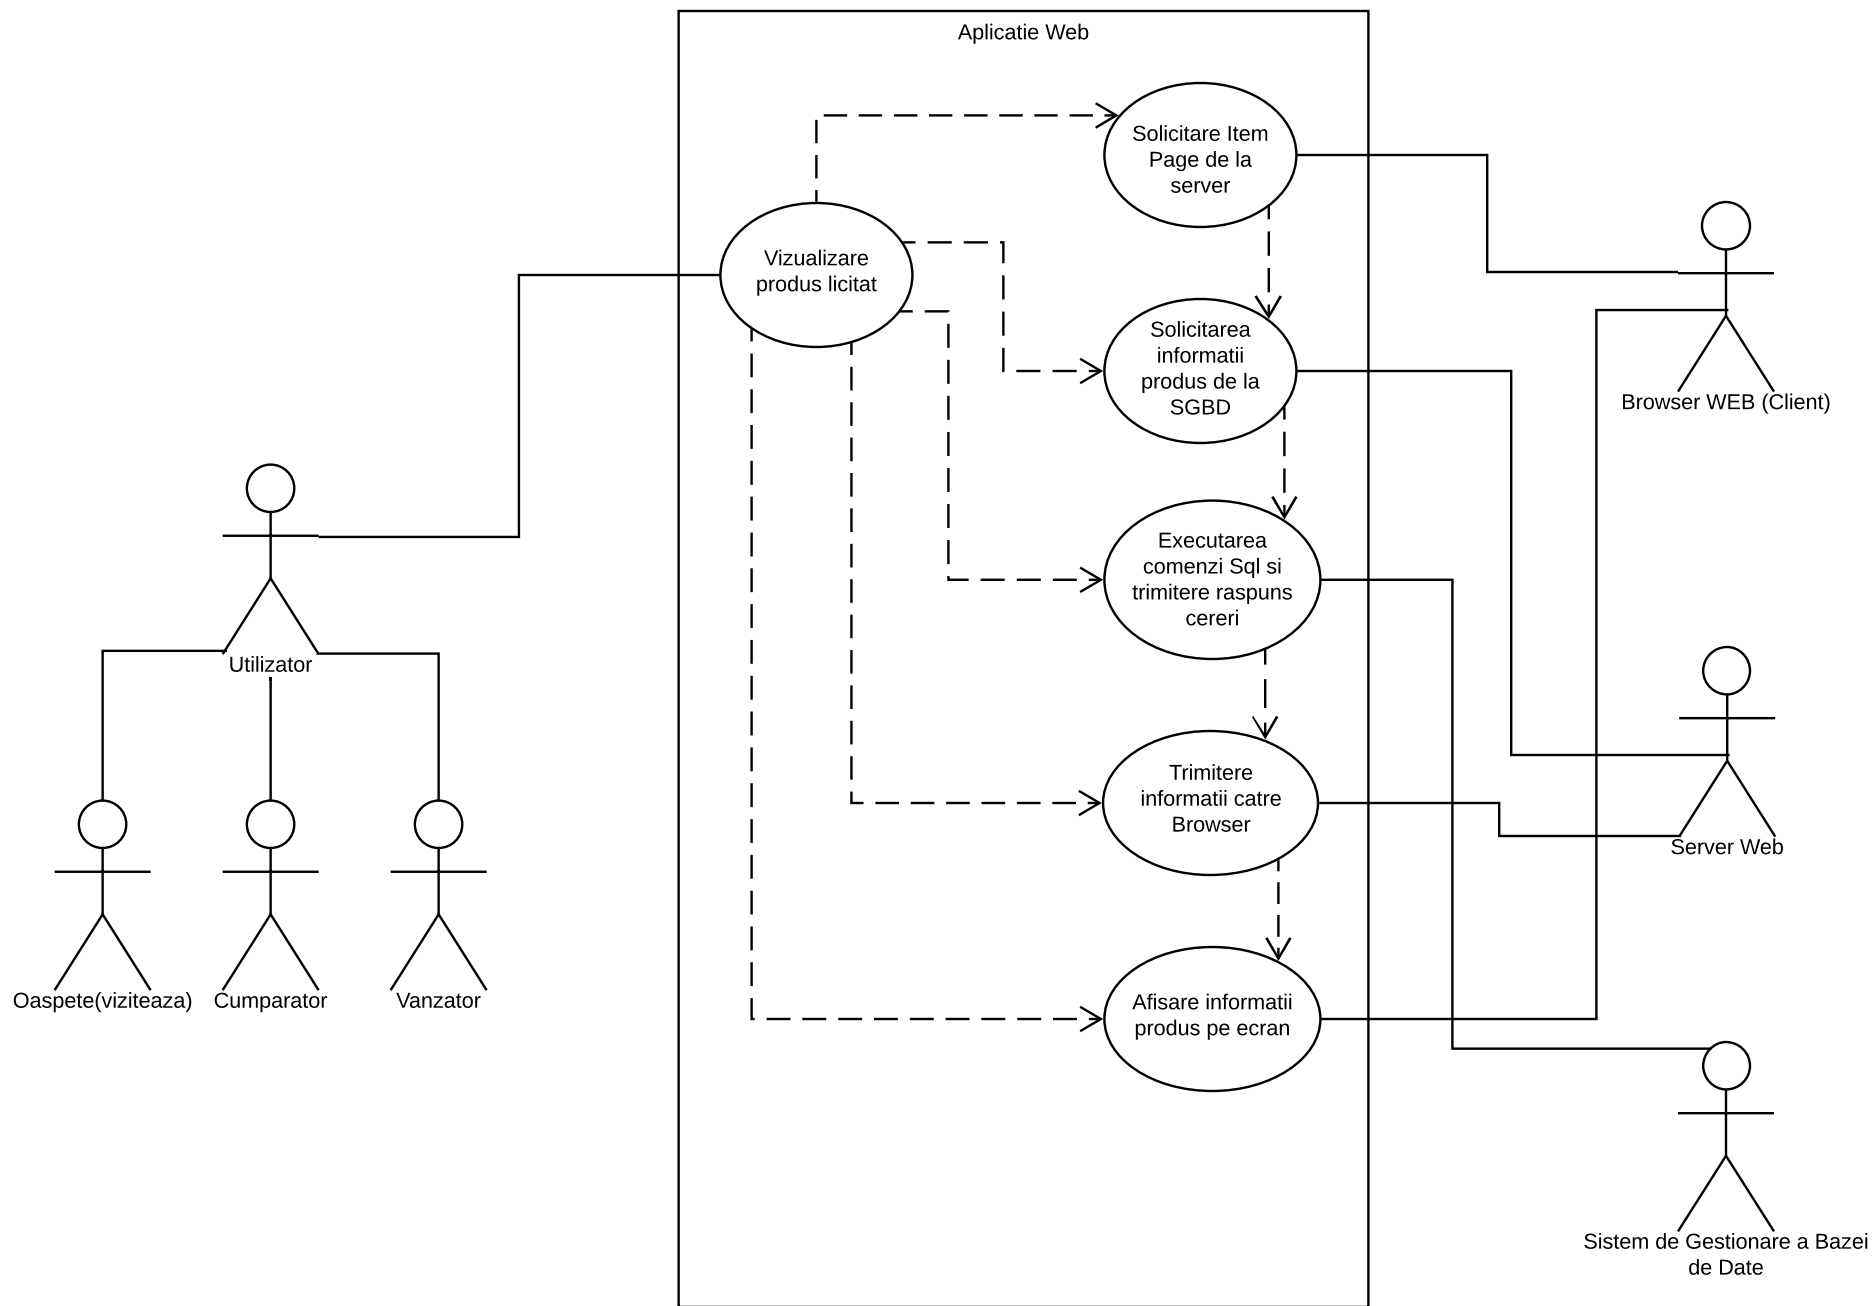 Aplicatie Web
Solicitare Item
Page de la
server
Vizualizare
produs licitat
Solicitarea
informatii
produs de la
SGBD
Browser WEB (Client)
Executarea
comenzi Sql si
trimitere raspuns
cereri
Utilizator
Trimitere
informatii catre
Browser
Server Web
Oaspete(viziteaza)
Cumparator
Vanzator
Afisare informatii
produs pe ecran
Sistem de Gestionare a Bazei
de Date